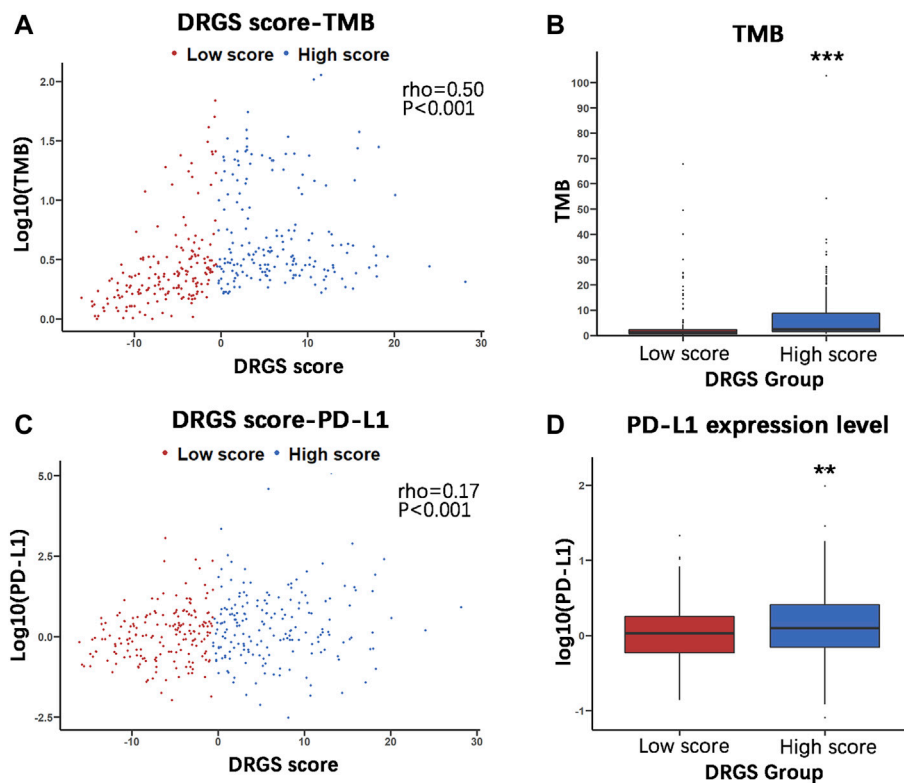 A
DRGS score-TMB
Low score High score
rho=0.50
P<0.001
Log10(TMB)
2.0
1.5
1.0
0.5
0.0
-10 0 10 20 30
DRGS score
B
TMB
***
TMB
100
90
80
70
60
50
40
30
20
10
0
Low score High score
DRGS Group
C
DRGS score-PD-L1
Low score High score
rho=0.17
P<0.001
Log10(PD-L1)
5.0
2.5
0.0
-2.5
-10 0 10 20 30
DRGS score
D
PD-L1 expression level
**
log10(PD-L1)
2
1
0
-1
Low score High score
DRGS Group